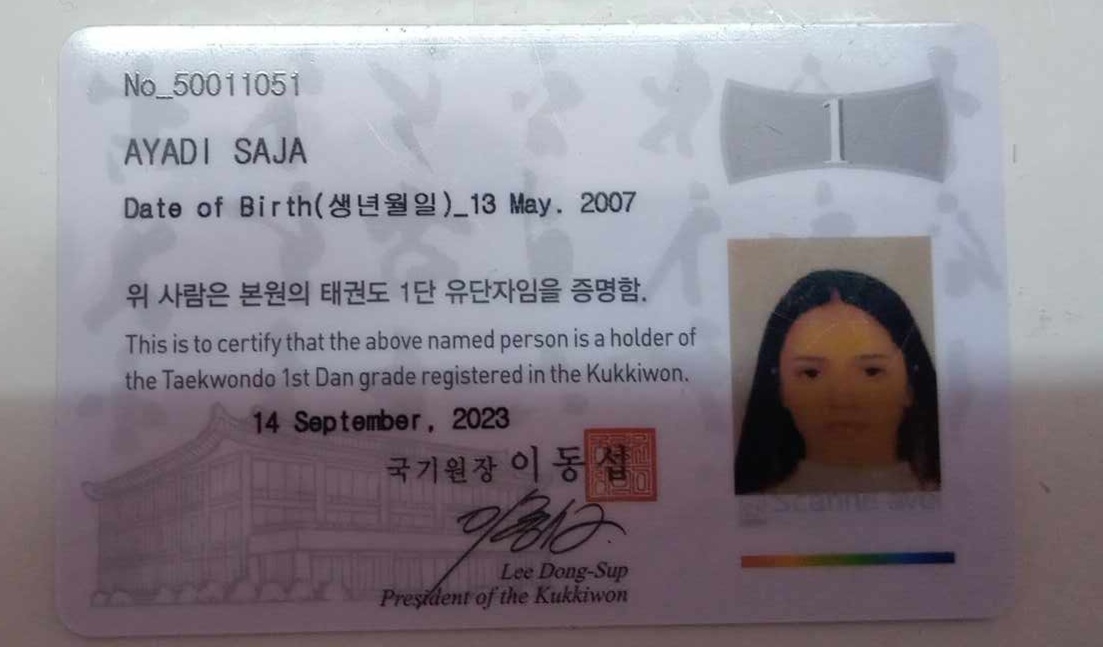 No_50011051
1
AYADI SAJA
Date of Birth(생년월일)_13 May. 2007
위 사람은 본원의 태권도 1단 유단자임을 증명함.
This is to certify that the above named person is a holder of
the Taekwondo 1st Dan grade registered in the Kukkiwon.
14 September, 2023
국기원장 이동섭
Lee Dong-Sup
President of the Kukkiwon